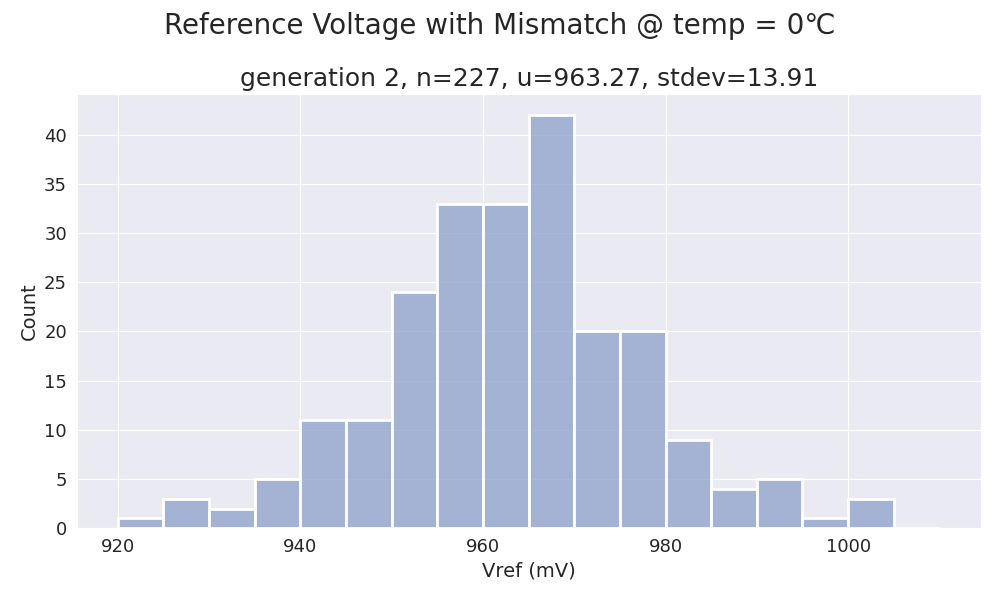 Reference Voltage with Mismatch @ temp = 0℃
generation 2, n=227, u=963.27, stdev=13.91
40
35
30
25
20
15
10
5
0
Count
920 940 960 980 1000
Vref (mV)